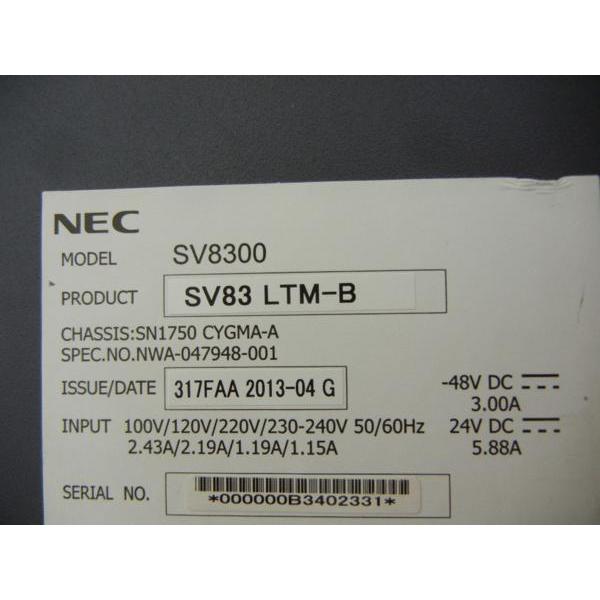 NEC
MODEL SV8300
PRODUCT SV83 LTM-B
CHASSIS:SN1750 CYGMA-A
SPEC.NO.NWA-047948-001
ISSUE/DATE 317FAA 2013-04 G -48V DC
3.00A
INPUT 100V/120V/220V/230-240V 50/60Hz 24V DC
2.43A/2.19A/1.19A/1.15A 5.88A
SERIAL NO. *000000B3402331*